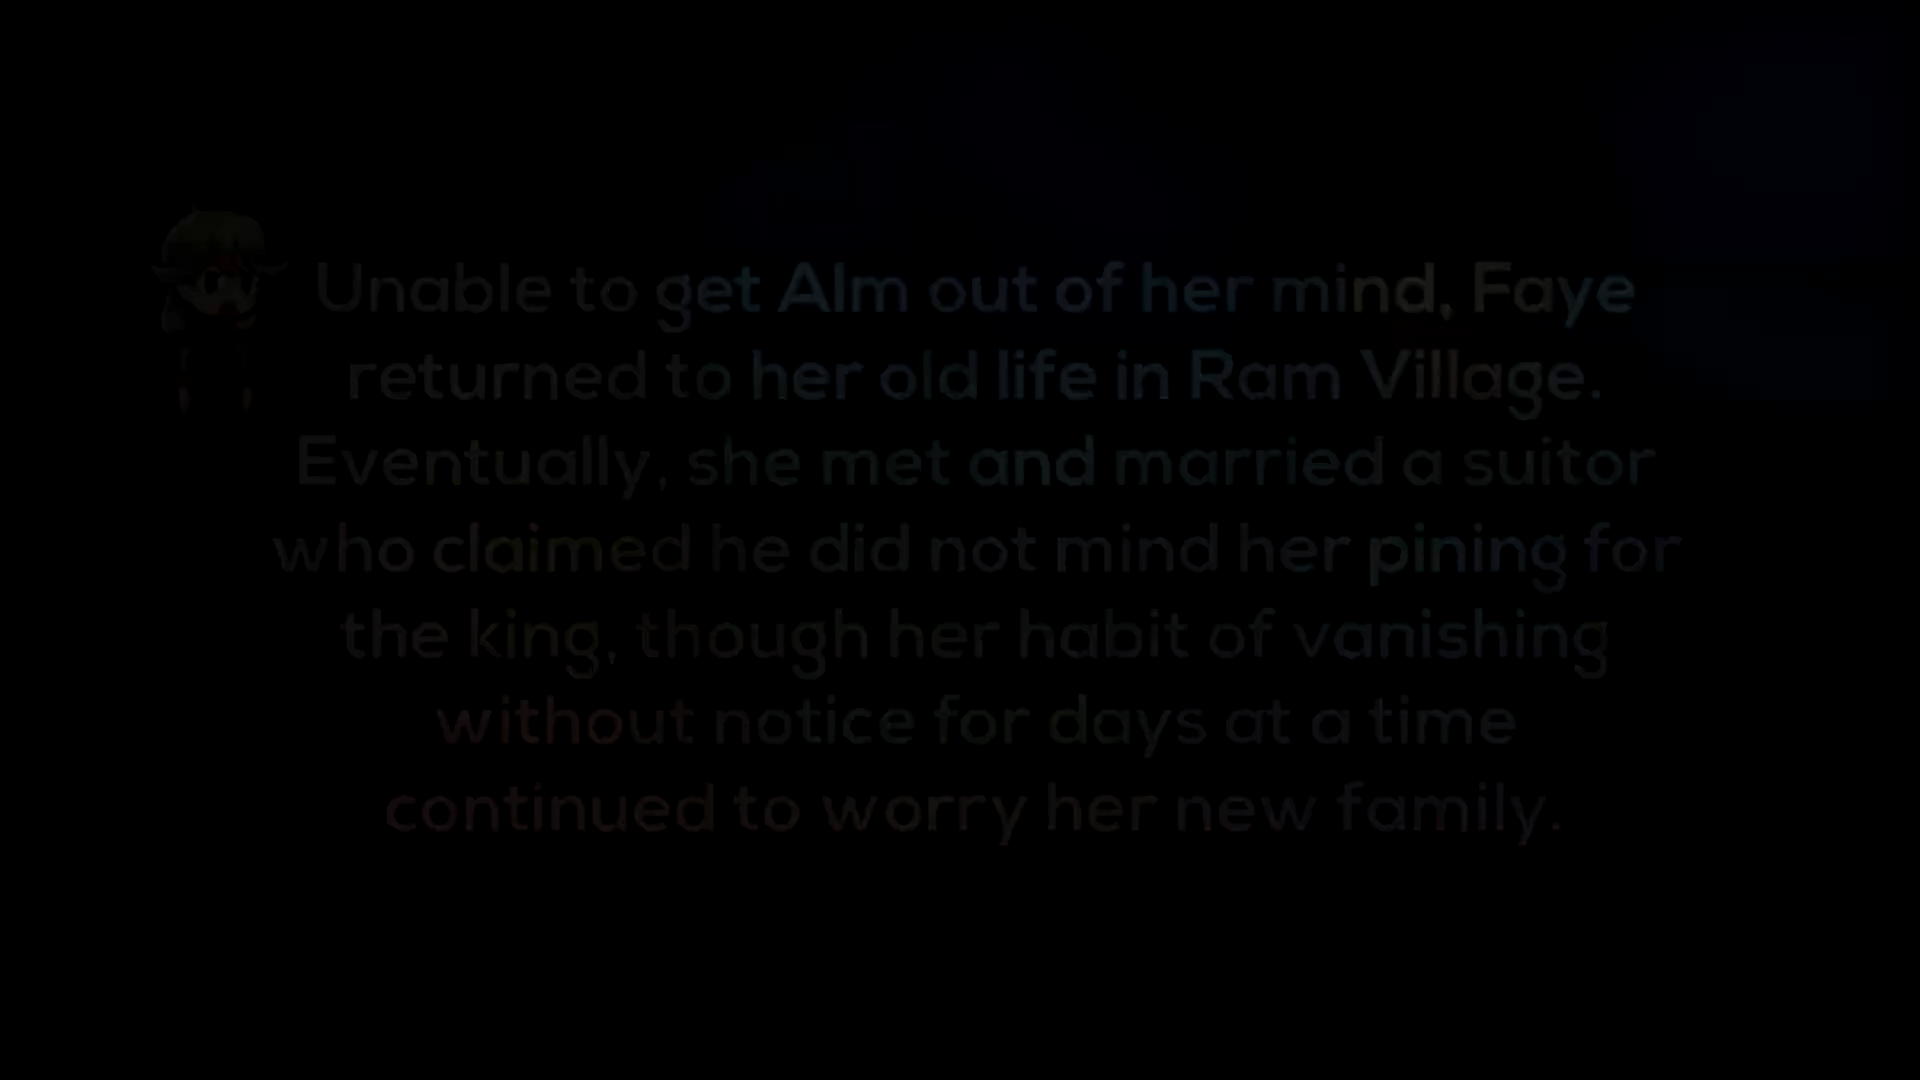 Unable to get Alm out of her mind, Faye
returned to her old life in Ram Village.
Eventually, she met and married a suitor
who claimed he did not mind her pining for
the king, though her habit of vanishing
without notice for days at a time
continued to worry her new family.